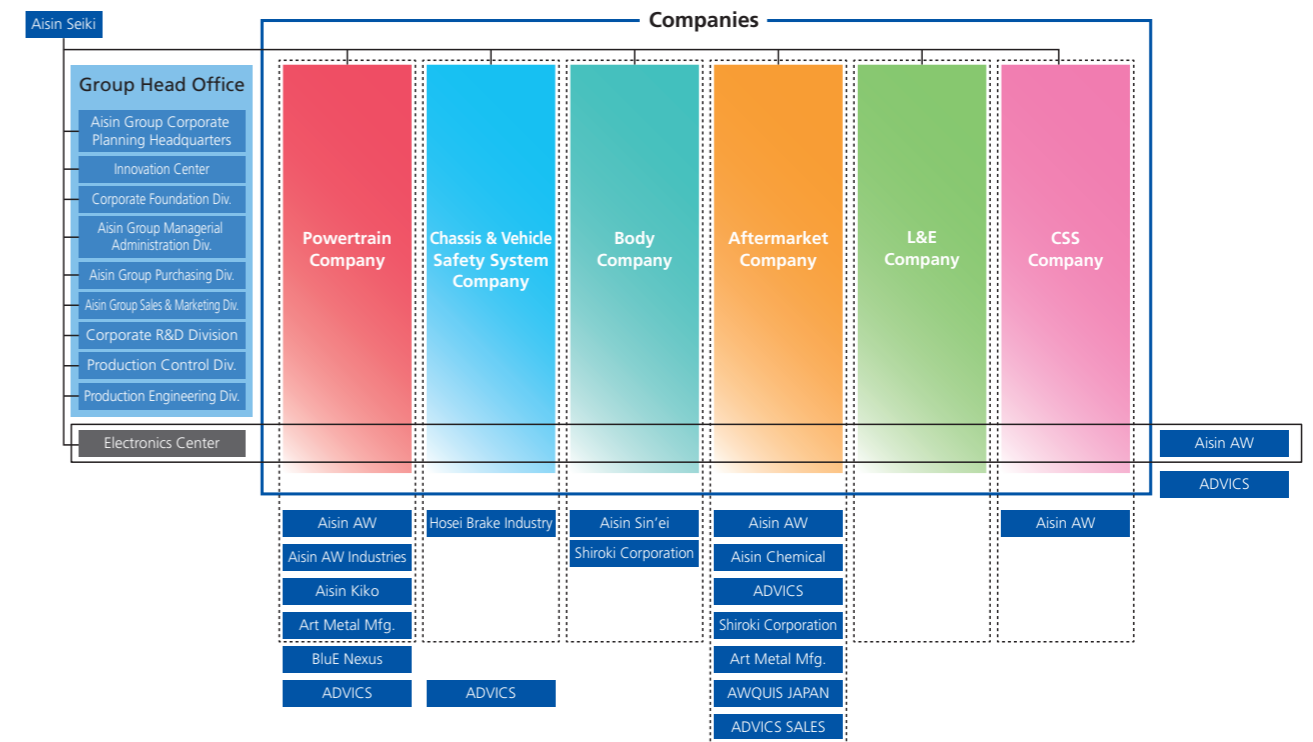 Aisin Seiki
Companies
Group Head Office
Aisin Group Corporate
Planning Headquarters
Innovation Center
Corporate Foundation Div.
Aisin Group Managerial
Administration Div.
Aisin Group Purchasing Div.
Aisin Group Sales & Marketing Div.
Corporate R&D Division
Production Control Div.
Production Engineering Div.
Electronics Center
Powertrain
Company
Chassis & Vehicle
Safety System
Company
Body
Company
Aftermarket
Company
L&E
Company
CSS
Company
Aisin AW
ADVICS
Aisin AW
Aisin AW Industries
Aisin Kiko
Art Metal Mfg.
BluE Nexus
ADVICS
Hosei Brake Industry
ADVICS
Aisin Sin’ei
Shiroki Corporation
Aisin AW
Aisin Chemical
ADVICS
Shiroki Corporation
Art Metal Mfg.
AWQUIS JAPAN
ADVICS SALES
Aisin AW